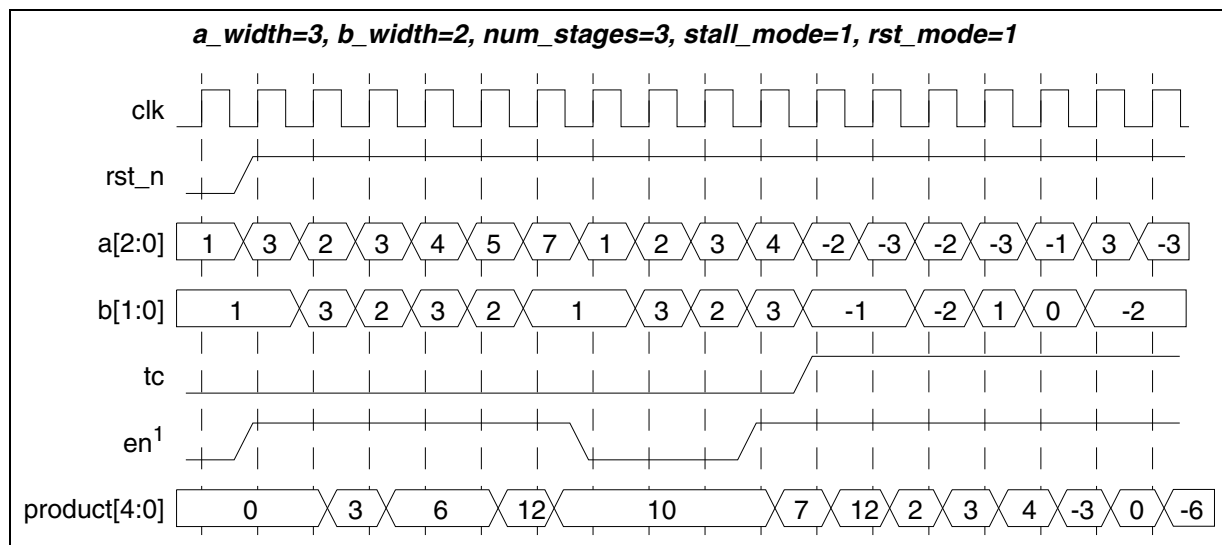 a_width=3, b_width=2, num_stages=3, stall_mode=1, rst_mode=1
clk
rst_n
a[2:0] 1 3 2 3 4 5 7 1 2 3 4 -2 -3 -2 -3 -1 3 -3
b[1:0] 1 3 2 3 2 1 3 2 3 -1 -2 1 0 -2
tc
en1
product[4:0] 0 3 6 12 10 7 12 2 3 4 -3 0 -6